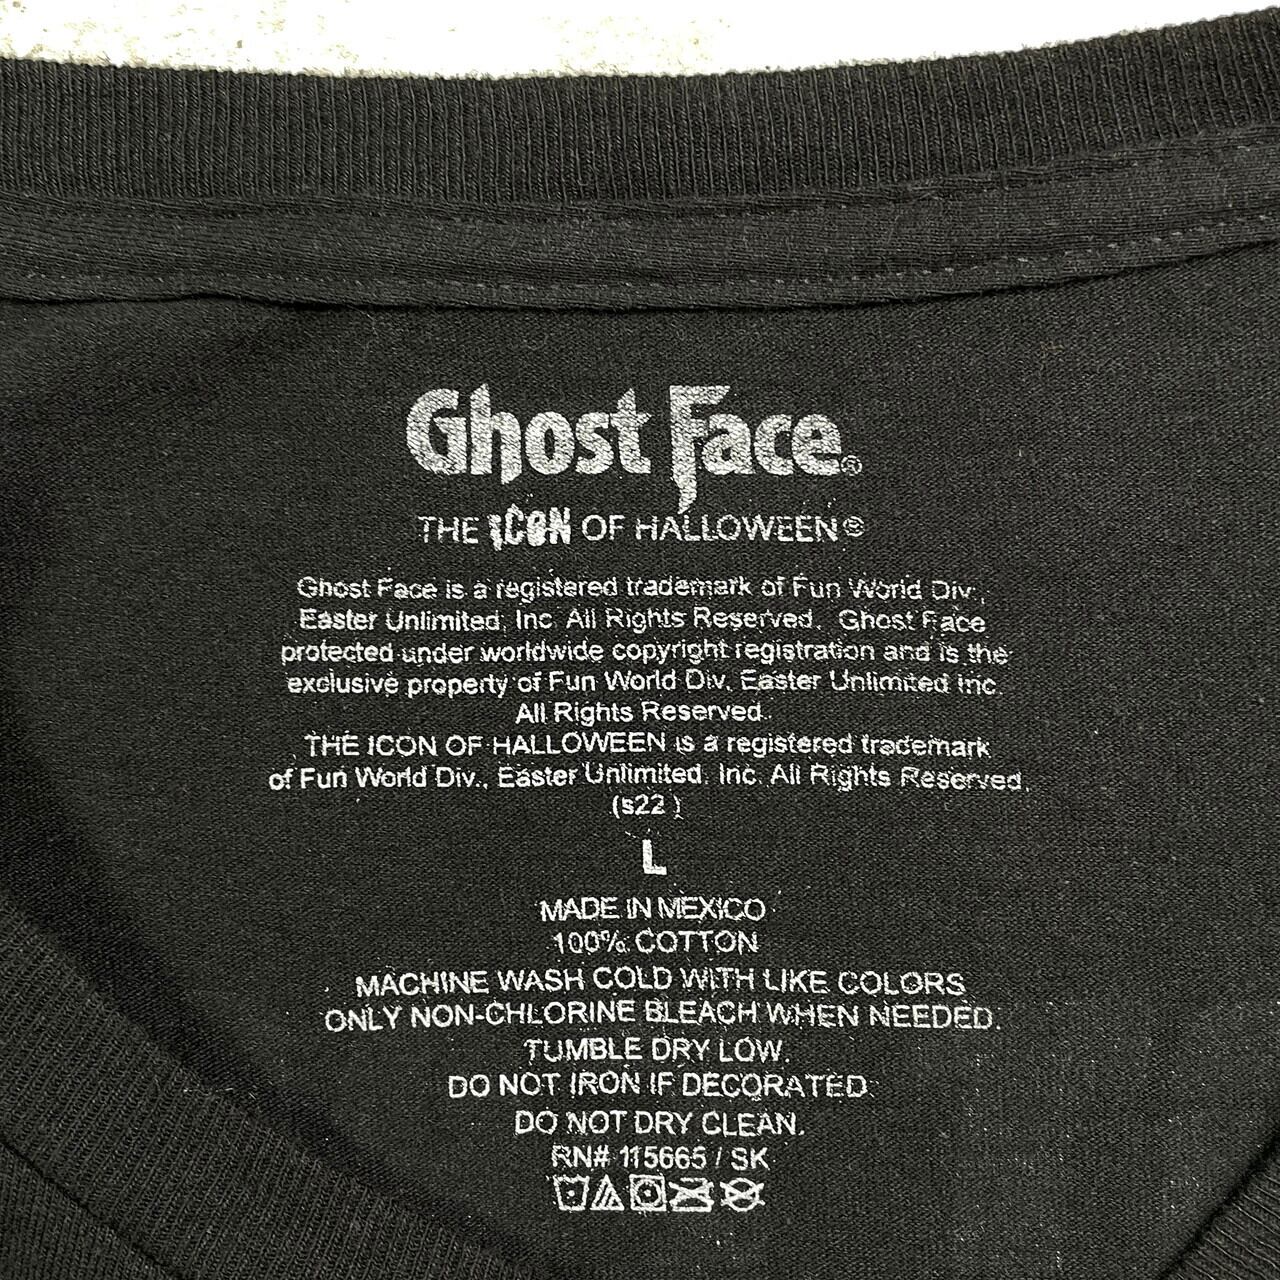 Ghost Face®
THE ICON OF HALLOWEEN®
Ghost Face is a registered trademark of Fun World Div.,
Easter Unlimited, Inc. All Rights Reserved. Ghost Face
protected under worldwide copyright registration and is the
exclusive property of Fun World Div. Easter Unlimited Inc.
All Rights Reserved.
THE ICON OF HALLOWEEN is a registered trademark
of Fun World Div., Easter Unlimited, Inc. All Rights Reserved.
(s22 )
L
MADE IN MEXICO
100% COTTON
MACHINE WASH COLD WITH LIKE COLORS
ONLY NON-CHLORINE BLEACH WHEN NEEDED.
TUMBLE DRY LOW.
DO NOT IRON IF DECORATED.
DO NOT DRY CLEAN.
RN# 115665 / SK